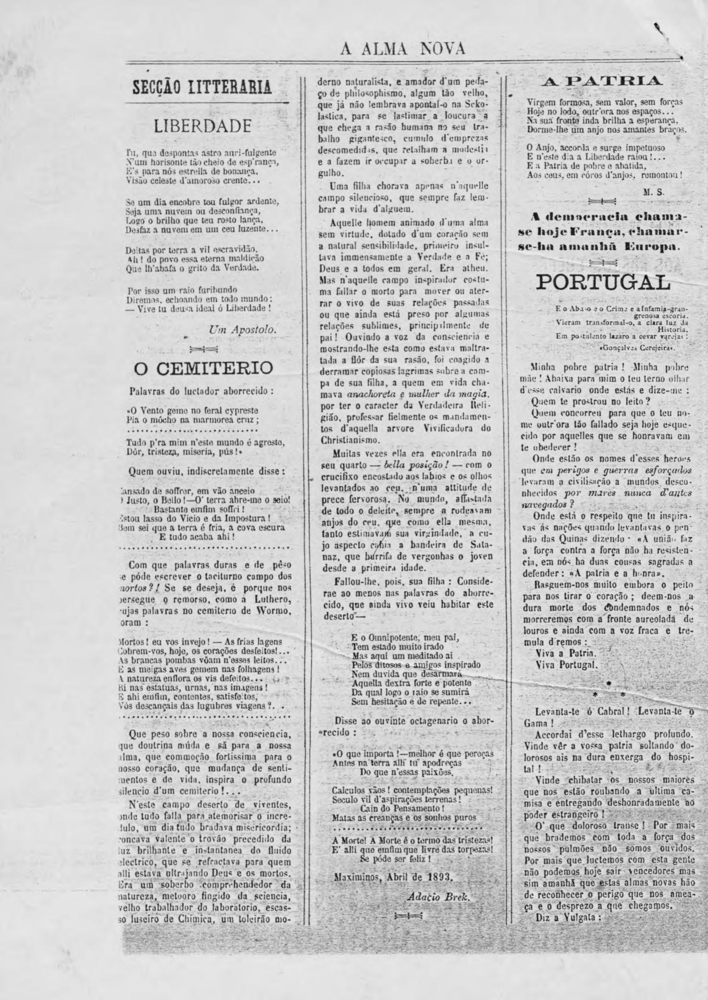 A ALMA NOVA
SECÇÃO LITTERARIA
LIBERDADE
Tu, que despontas astro auri-fulgente
N'um horisonte tão cheio de esp'rança,
E's para nós estrella de bonança,
Visão celeste d'amoroso crente...
Se um dia encobre teu fulgor ardente,
Seja uma nuvem ou desconfiança,
Logo o brilho que teu rosto lança,
Desfaz a nuvem em um ceu luzente...
Deitas por terra a vil escravidão,
Ah! do povo essa eterna maldição
Que lh'abafa o grito da Verdade.
Por isso um raio furibundo
Diremos, echoando em todo mundo:
— Vive tu deusa ideal ó Liberdade!
Um Apostolo.
O CEMITERIO
Palavras do luctador aborrecido:
«O Vento geme no feral cypreste
Pia o môcho na marmorea cruz;
Tudo p'ra mim n'este mundo é agreste,
Dôr, tristeza, miseria, pús!»
Quem ouviu, indiscretamente disse:
Cansado de soffrer, em vão anceio
O Justo, o Bello!—O' terra abre-me o seio!
Bastante emfim soffri!
Estou lasso do Vicio e da Impostura!
Bem sei que a terra é fria, a cova escura
E tudo acaba ahi!
Com que palavras duras e de pêso
se póde escrever o taciturno campo dos
mortos?! Se se deseja, é porque nos
persegue o remorso, como a Luthero,
cujas palavras no cemiterio de Wormo,
foram:
Mortos! eu vos invejo! — As frias lagens
Cobrem-vos, hoje, os corações desfeitos!...
As brancas pombas vôam n'esses leitos...
E as meigas aves gemem nas folhagens!
A natureza enflora os vis defeitos...
Ri nas estatuas, urnas, nas imagens!
E ahi emfim, contentes, satisfeitos,
Vós descançais das lugubres viagens?. .
Que peso sobre a nossa consciencia,
que doutrina múda e sã para a nossa
alma, que commoção fortissima para o
nosso coração, que mudança de senti-
mentos e de vida, inspira o profundo
silencio d'um cemiterio!...
N'este campo deserto de viventes,
onde tudo falla para atemorisar o incre-
dulo, um dia tudo bradava misericordia;
roncava valente o trovão precedido da
luz brilhante e instantanea do fluido
electrico, que se refractava para quem
alli estava ultrajando Deus e os mortos.
Era um soberbo comprehendedor da
natureza, meteoro fingido da sciencia,
velho trabalhador do laboratorio, escas-
so luseiro de Chimica, um toleirão mo-
derno naturalista, e amador d'um peda-
ço de philosophismo, algum tão velho,
que já não lembrava apontal-o na Scko-
lastica, para se lastimar a loucura a
que chega a rasão humana no seu tra-
balho gigantesco, cumulo d'emprezas
descomedidas, que retalham a modestia
e a fazem ir occupar a soberba e o or-
gulho.
Uma filha chorava apenas n'aquelle
campo silencioso, que sempre faz lem-
brar a vida d'alguem.
Aquelle homem animado d'uma alma
sem virtude, dotado d'um coração sem
a natural sensibilidade, primeiro insul-
tava immensamente a Verdade e a Fé;
Deus e a todos em geral. Era atheu.
Mas n'aquelle campo inspirador costu-
ma fallar o morto para mover ou ater-
rar o vivo de suas relações passadas
ou que ainda está preso por algumas
relações sublimes, principalmente de
pai! Ouvindo a voz da consciencia e
mostrando-lhe esta como estava maltra-
tada a flôr da sua rasão, foi coagido a
derramar copiosas lagrimas sobre a cam-
pa de sua filha, a quem em vida cha-
mava anachoreta e mulher da magia,
por ter o caracter da Verdadeira Reli-
gião, professar fielmente os mandamen-
tos d'aquella arvore Vivificadora do
Christianismo.
Muitas vezes ella era encontrada no
seu quarto — bella posição! — com o
crucifixo encostado aos labios e os olhos
levantados ao ceu, n'uma attitude de
prece fervorosa. No mundo, affastada
de todo o deleite, sempre a rodeavam
anjos do ceu, que como ella mesma,
tanto estimavam sua virgindade, a cu-
jo aspecto cahia a bandeira de Sata-
naz, que burrifa de vergonhas o joven
desde a primeira idade.
Fallou-lhe, pois, sua filha: Conside-
rae ao menos nas palavras do aborre-
cido, que ainda vivo veiu habitar este
deserto—
E o Omnipotente, meu pai,
Tem estado muito irado
Mas aqui um meditado ai
Pelos ditosos e amigos inspirado
Nem duvida que desarmará
Aquella dextra forte e potente
Da qual logo o raio se sumirá
Sem hesitação e de repente...
Disse ao ouvinte octagenario o abor-
recido:
«O que importa!—melhor é que pereças
Antes na terra alli tu apodreças
Do que n'essas paixões.
Calculos vãos! contemplações pequenas!
Seculo vil d'aspirações terrenas!
Cain do Pensamento!
Matas as creanças e os sonhos puros
A Morte! A Morte é o termo das tristezas!
E' alli que emfim que livre das torpezas!
Se póde ser feliz!
Maximinos, Abril de 1893.
Adacio Brek.
A PATRIA
Virgem formosa, sem valor, sem forças
Hoje no lodo, outr'ora nos espaços...
Na sua fronte inda brilha a esperança,
Dorme-lhe um anjo nos amantes braços.
O Anjo, accorda e surge impetuoso
E n'este dia a Liberdade raiou!...
E a Patria de pobre e abatida,
Aos ceus, em córos d'anjos, remontou!
M. S.
A democracia chama-
se hoje França, chamar-
se-ha amanhã Europa.
PORTUGAL
E o Abaso e o Crime e a Infamia-gran-
grenosa escoria.
Vieram transformal-o, a clara luz da
Historia,
Em postulento lazaro a cevar varejas!
«Gonçalves Cerejeira».
Minha pobre patria! Minha pobre
mãe! Abaixa para mim o teu terno olhar
d'esse calvario onde estás e dize-me:
Quem te prostrou no leito?
Quem concorreu para que o teu no-
me outr'ora tão fallado seja hoje esque-
cido por aquelles que se honravam em
te obedecer!
Onde estão os nomes d'esses heroes
que em perigos e guerras esforçados
levaram a civilisação a mundos desco-
nhecidos por mares nunca d'antes
navegados?
Onde está o respeito que tu inspira-
vas ás nações quando levantavas o pen-
dão das Quinas dizendo · «A união faz
a força contra a força não ha resisten-
cia, em nós ha duas cousas sagradas a
defender: «A patria e a honra».
Rasguem-nos muito embora o peito
para nos tirar o coração; deem-nos a
dura morte dos condemnados e nós
morreremos com a fronte aureolada de
louros e ainda com a voz fraca e tre-
mula diremos:
Viva a Patria.
Viva Portugal.
*
* *
Levanta-te ó Cabral! Levanta-te ó
Gama!
Accordai d'esse lethargo profundo.
Vinde vêr a vossa patria soltando do-
lorosos ais na dura enxerga do hospi-
tal!
Vinde chibatar os nossos maiores
que nos estão roubando a ultima ca-
misa e entregando deshonradamente ao
poder estrangeiro!
O' que doloroso transe! Por mais
que brademos com toda a força dos
nossos pulmões não somos ouvidos.
Por mais que luctemos com esta gente
não podemos hoje sair vencedores mas
sim amanhã que estas almas novas hão
de reconhecer o perigo que nos amea-
ça e o desprezo a que chegamos.
Diz a Vulgata: